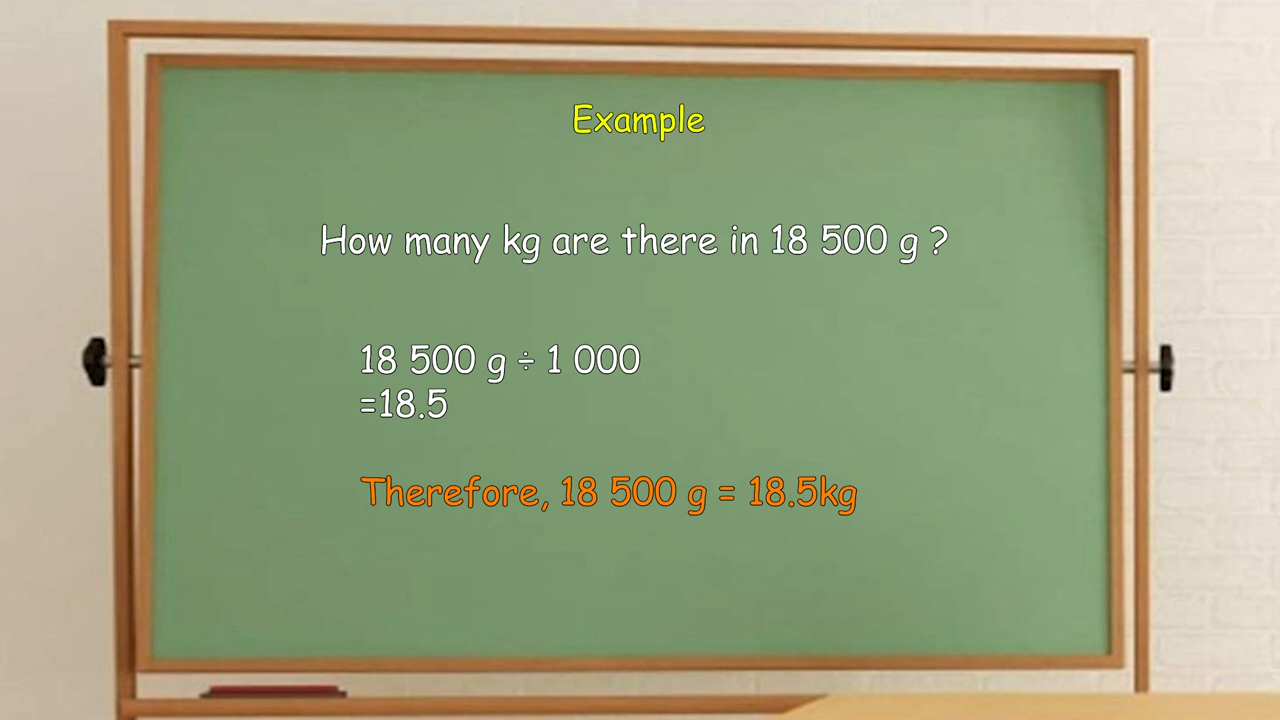 Example
How many kg are there in 18 500 g ?
18 500 g ÷ 1 000
=18.5
Therefore, 18 500 g = 18.5kg